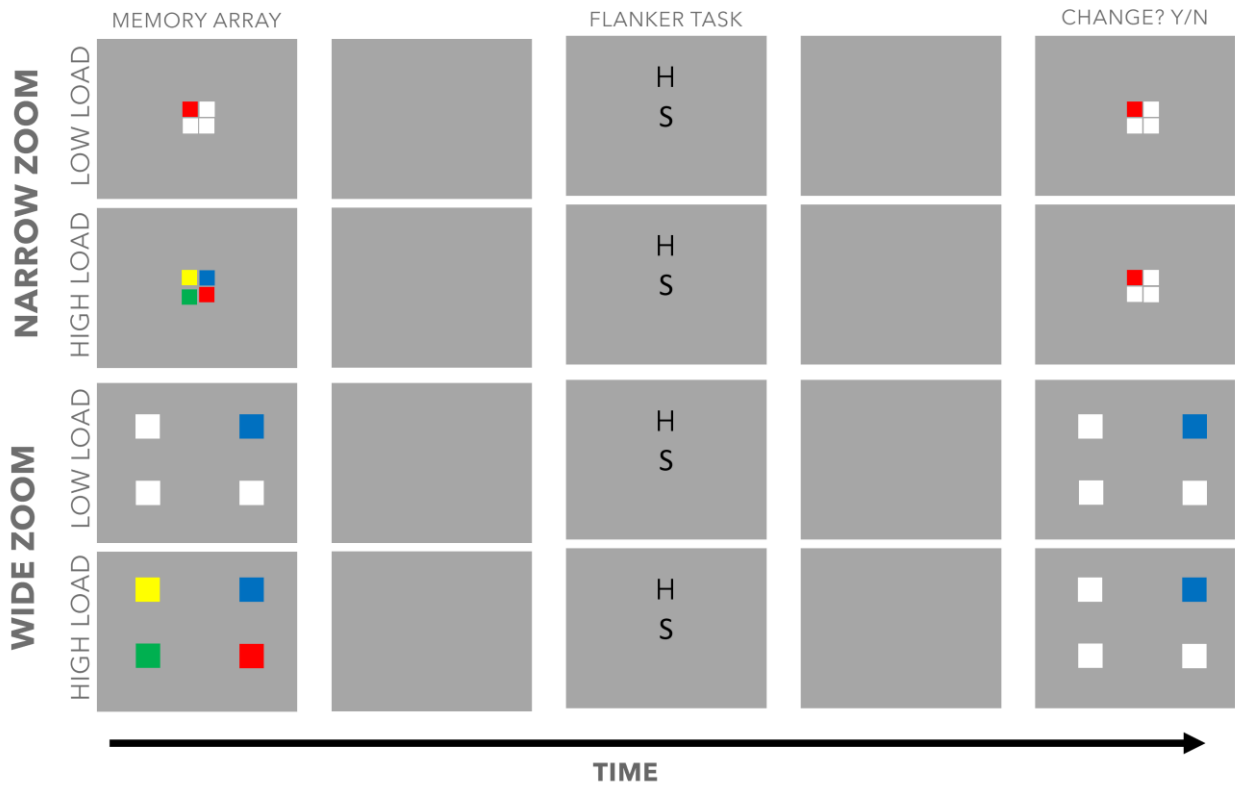 MEMORY ARRAY
FLANKER TASK
CHANGE? Y/N
NARROW ZOOM
LOW LOAD
H
S
HIGH LOAD
H
S
WIDE ZOOM
LOW LOAD
H
S
HIGH LOAD
H
S
TIME